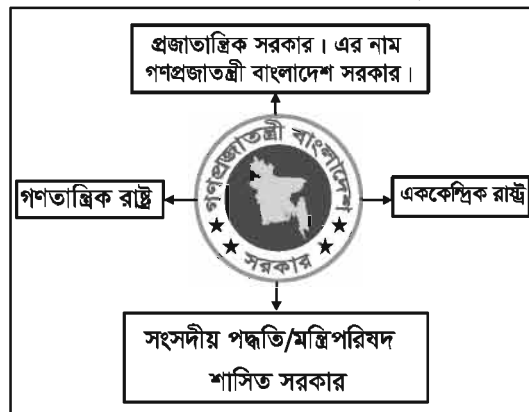 প্রজাতান্ত্রিক সরকার। এর নাম
গণপ্রজাতন্ত্রী বাংলাদেশ সরকার।
গণপ্রজাতন্ত্রী বাংলাদেশ
সরকার
গণতান্ত্রিক রাষ্ট্র
এককেন্দ্রিক রাষ্ট্র
সংসদীয় পদ্ধতি/মন্ত্রিপরিষদ
শাসিত সরকার